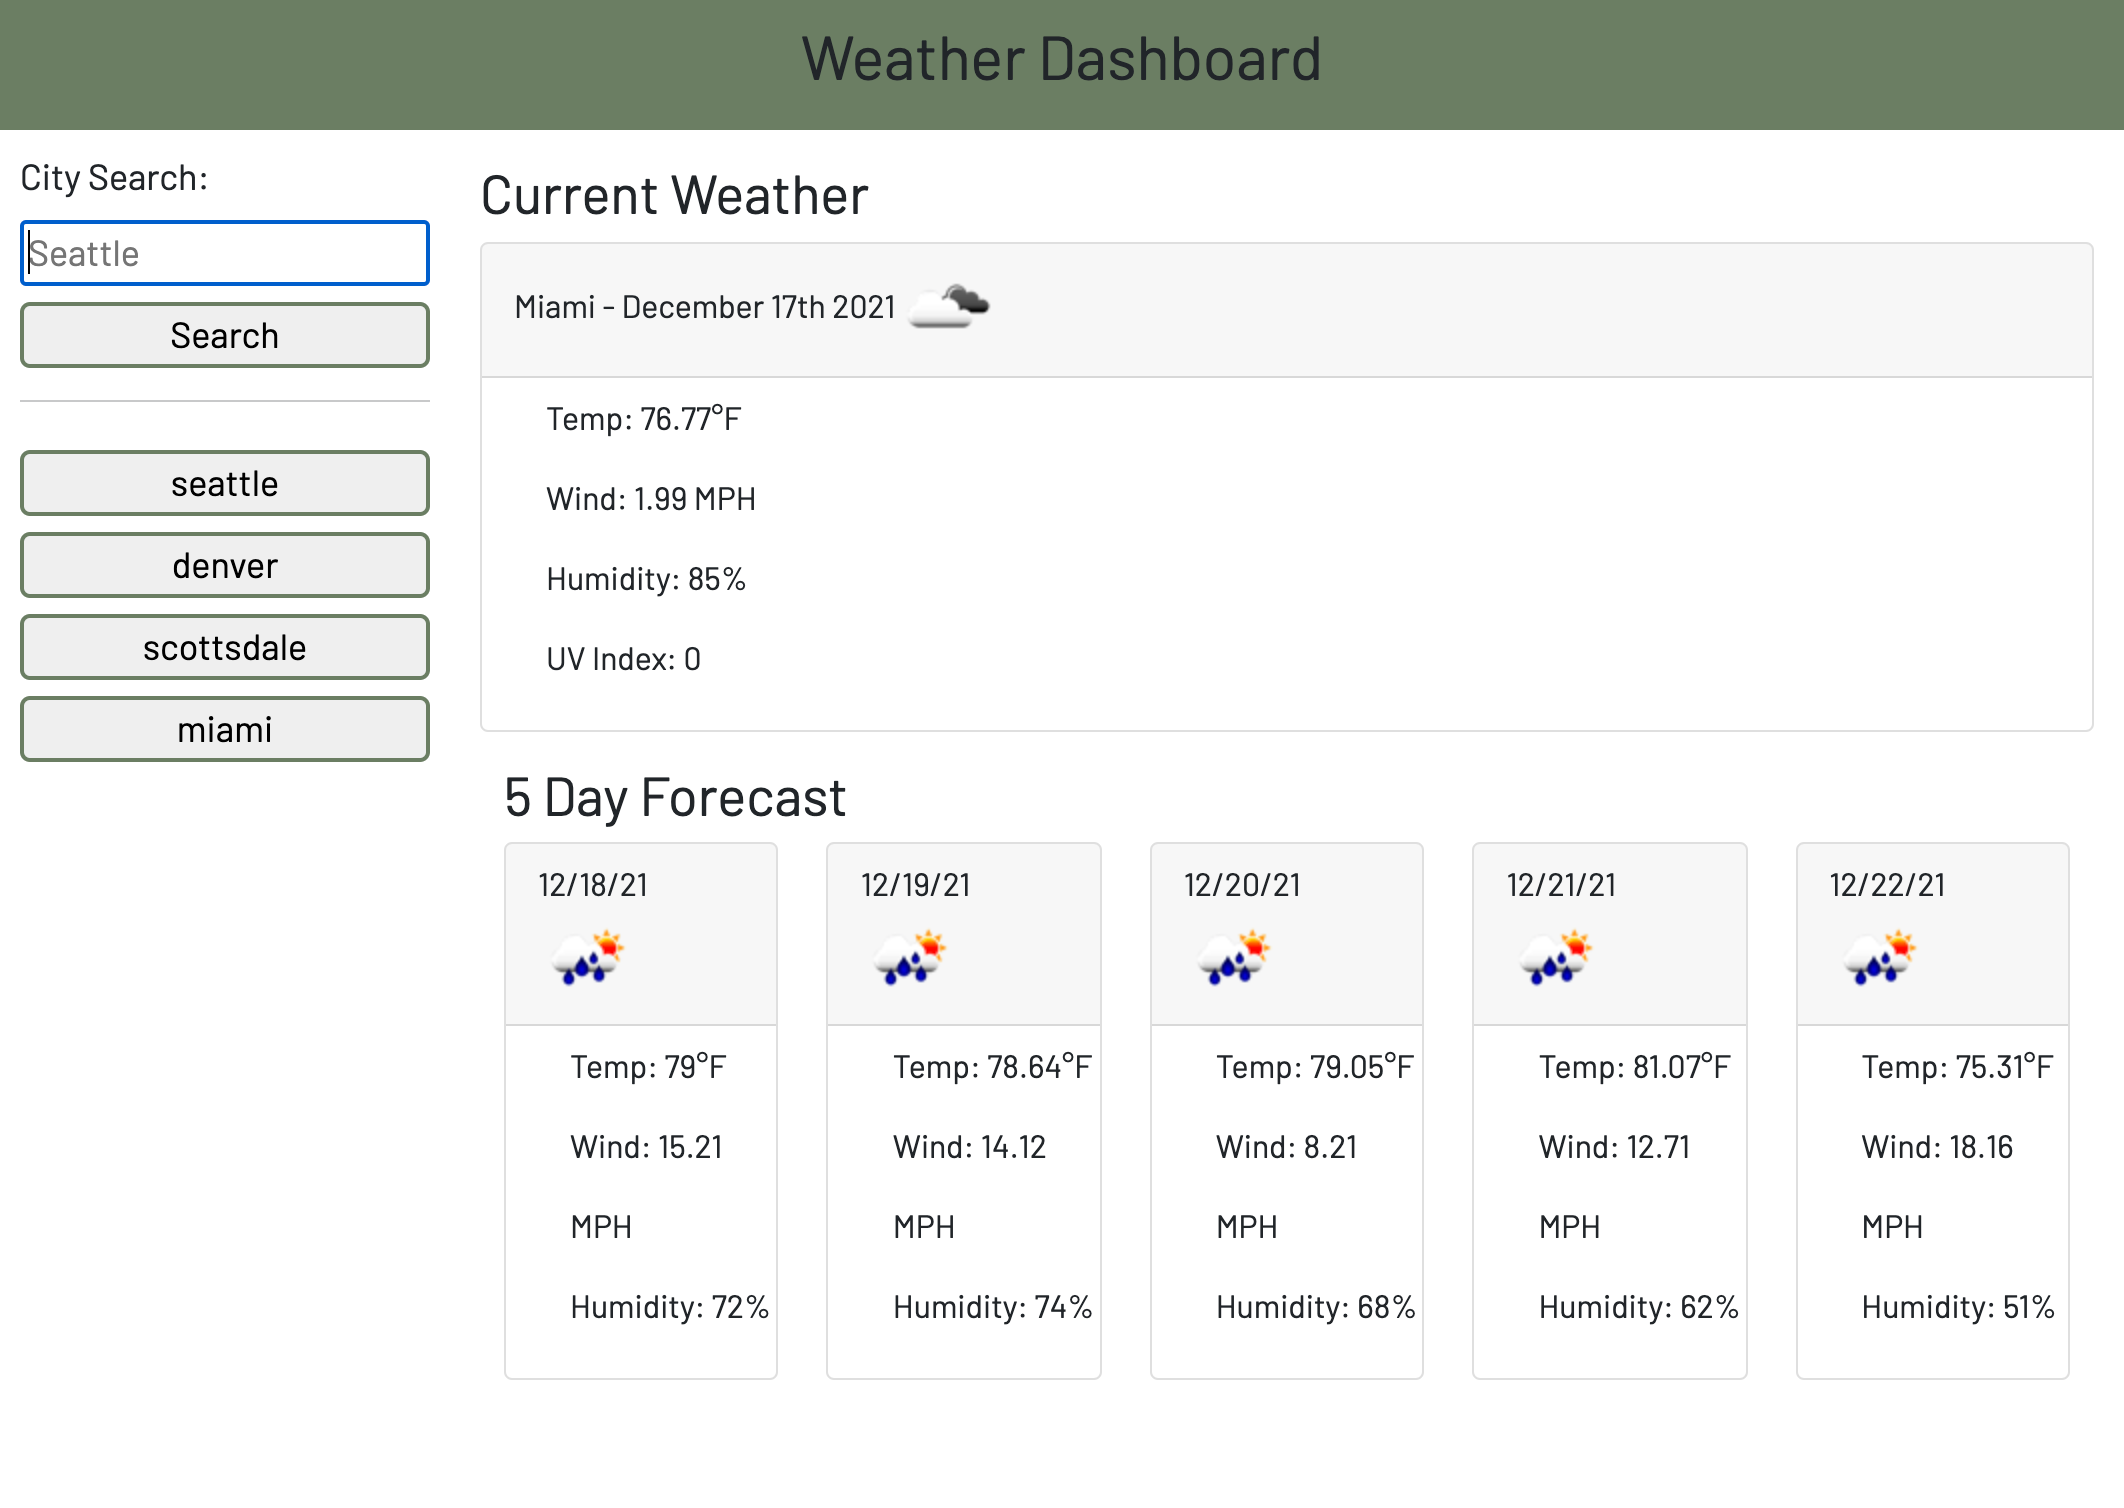 Weather Dashboard
City Search:
Seattle
Search
seattle
denver
scottsdale
miami
Current Weather
Miami - December 17th 2021
Temp: 76.77°F
Wind: 1.99 MPH
Humidity: 85%
UV Index: 0
5 Day Forecast
12/18/21
Temp: 79°F
Wind: 15.21
MPH
Humidity: 72%
12/19/21
Temp: 78.64°F
Wind: 14.12
MPH
Humidity: 74%
12/20/21
Temp: 79.05°F
Wind: 8.21
MPH
Humidity: 68%
12/21/21
Temp: 81.07°F
Wind: 12.71
MPH
Humidity: 62%
12/22/21
Temp: 75.31°F
Wind: 18.16
MPH
Humidity: 51%